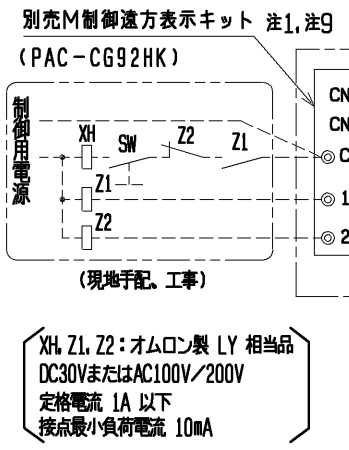 別売M制御遠方表示キット 注1,注9
(PAC-CG92HK)
制御用電源
CN
CN
XH
SW
Z2
Z1
C
Z1
1
Z2
2
(現地手配、工事)
XH, Z1, Z2:オムロン製 LY 相当品
DC30VまたはAC100V/200V
定格電流 1A 以下
接点最小負荷電流 10mA